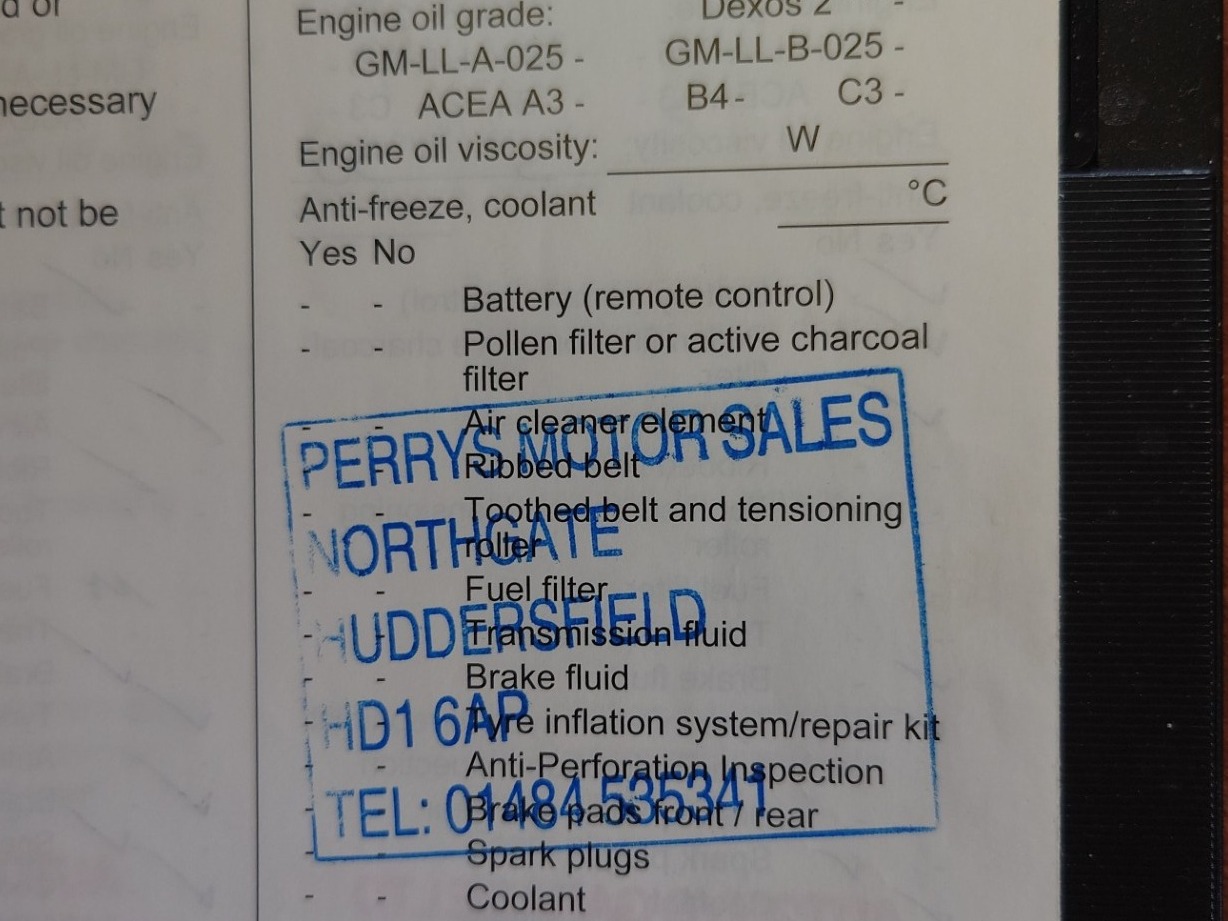 d or
necessary
t not be
Engine oil grade: Dexos 2 -
GM-LL-A-025 - GM-LL-B-025 -
ACEA A3 - B4 - C3 -
Engine oil viscosity: W
Anti-freeze, coolant °C
Yes No
- - Battery (remote control)
- - Pollen filter or active charcoal
filter
- - Air cleaner element
- - Ribbed belt
- - Toothed belt and tensioning
roller
- - Fuel filter
- - Transmission fluid
- - Brake fluid
- - Tyre inflation system/repair kit
- - Anti-Perforation Inspection
- - Brake pads front / rear
- - Spark plugs
- - Coolant
PERRYS MOTOR SALES
NORTHGATE
HUDDERSFIELD
HD1 6AP
TEL: 01484 535341